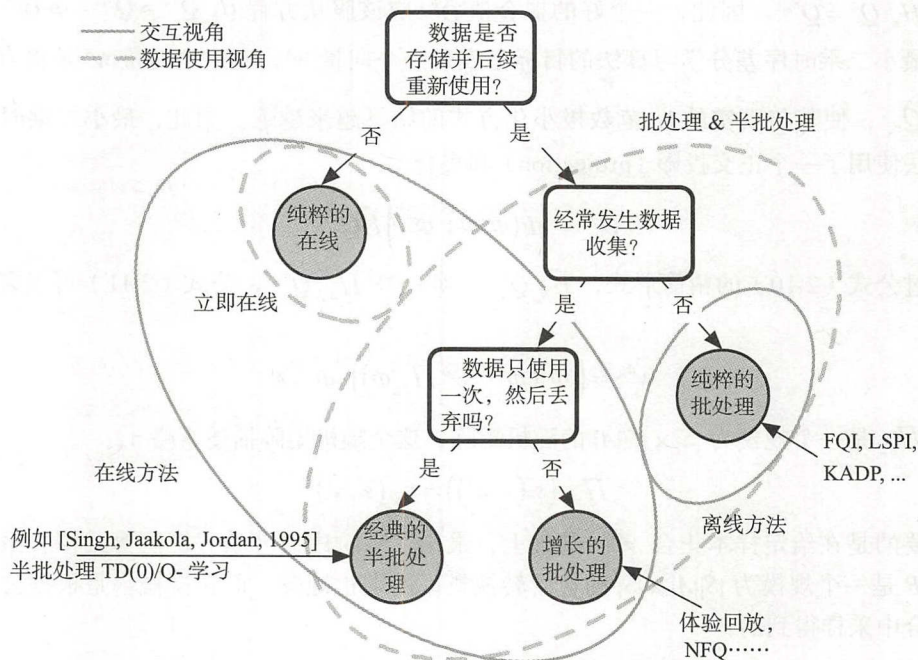 交互视角
数据使用视角
数据是否
存储并后续
重新使用？
否
是
批处理 & 半批处理
纯粹的
在线
经常发生数据
收集？
立即在线
是
否
数据只使用
一次，然后丢
弃吗？
纯粹的
批处理
FQI, LSPI,
KADP, ...
在线方法
是
否
离线方法
例如 [Singh, Jaakola, Jordan, 1995]
半批处理 TD(0)/Q- 学习
经典的
半批处
理
增长的
批处理
体验回放，
NFQ……